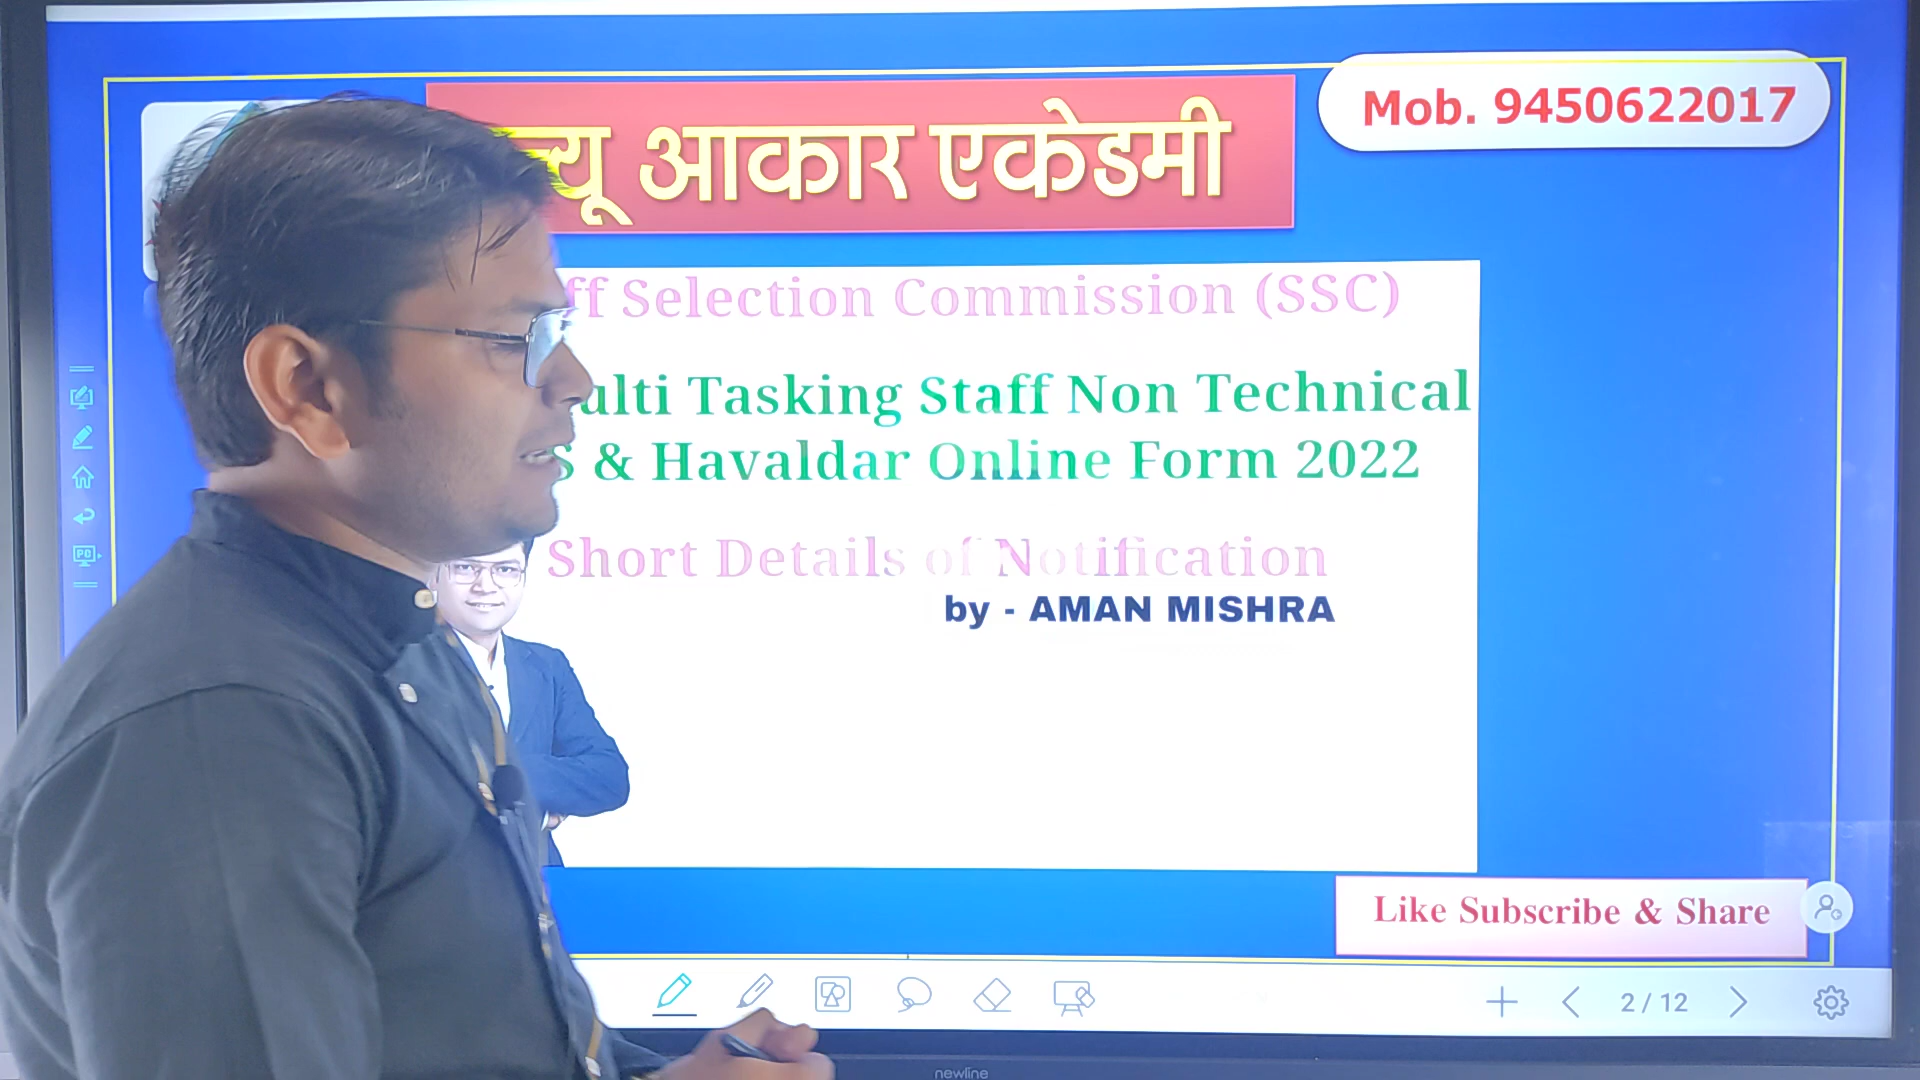 न्यू आकार एकेडमी
Mob. 9450622017
Selection Commission (SSC)
Tasking Staff Non Technical
& Havaldar Online Form 2022
Short Details of Notification
by - AMAN MISHRA
Like Subscribe & Share
2 / 12
newline